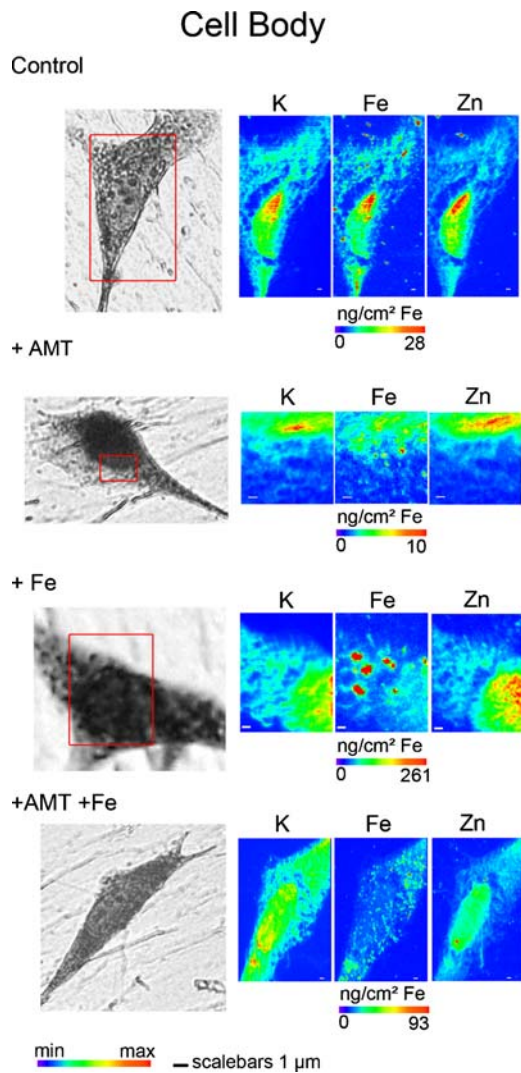 Cell Body
Control
K Fe Zn
ng/cm² Fe
0 28
+ AMT
K Fe Zn
ng/cm² Fe
0 10
+ Fe
K Fe Zn
ng/cm² Fe
0 261
+AMT +Fe
K Fe Zn
ng/cm² Fe
0 93
min max scalebars 1 µm